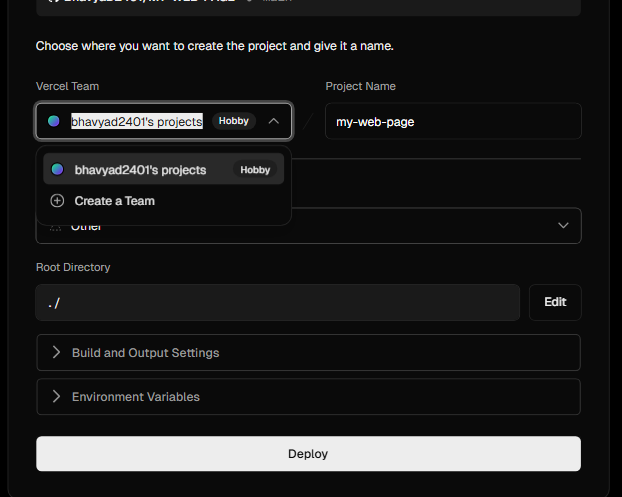 Choose where you want to create the project and give it a name.
Vercel Team
Project Name
bhavyad2401's projects Hobby
/
my-web-page
bhavyad2401's projects Hobby
Create a Team
Other
Root Directory
./
Edit
Build and Output Settings
Environment Variables
Deploy